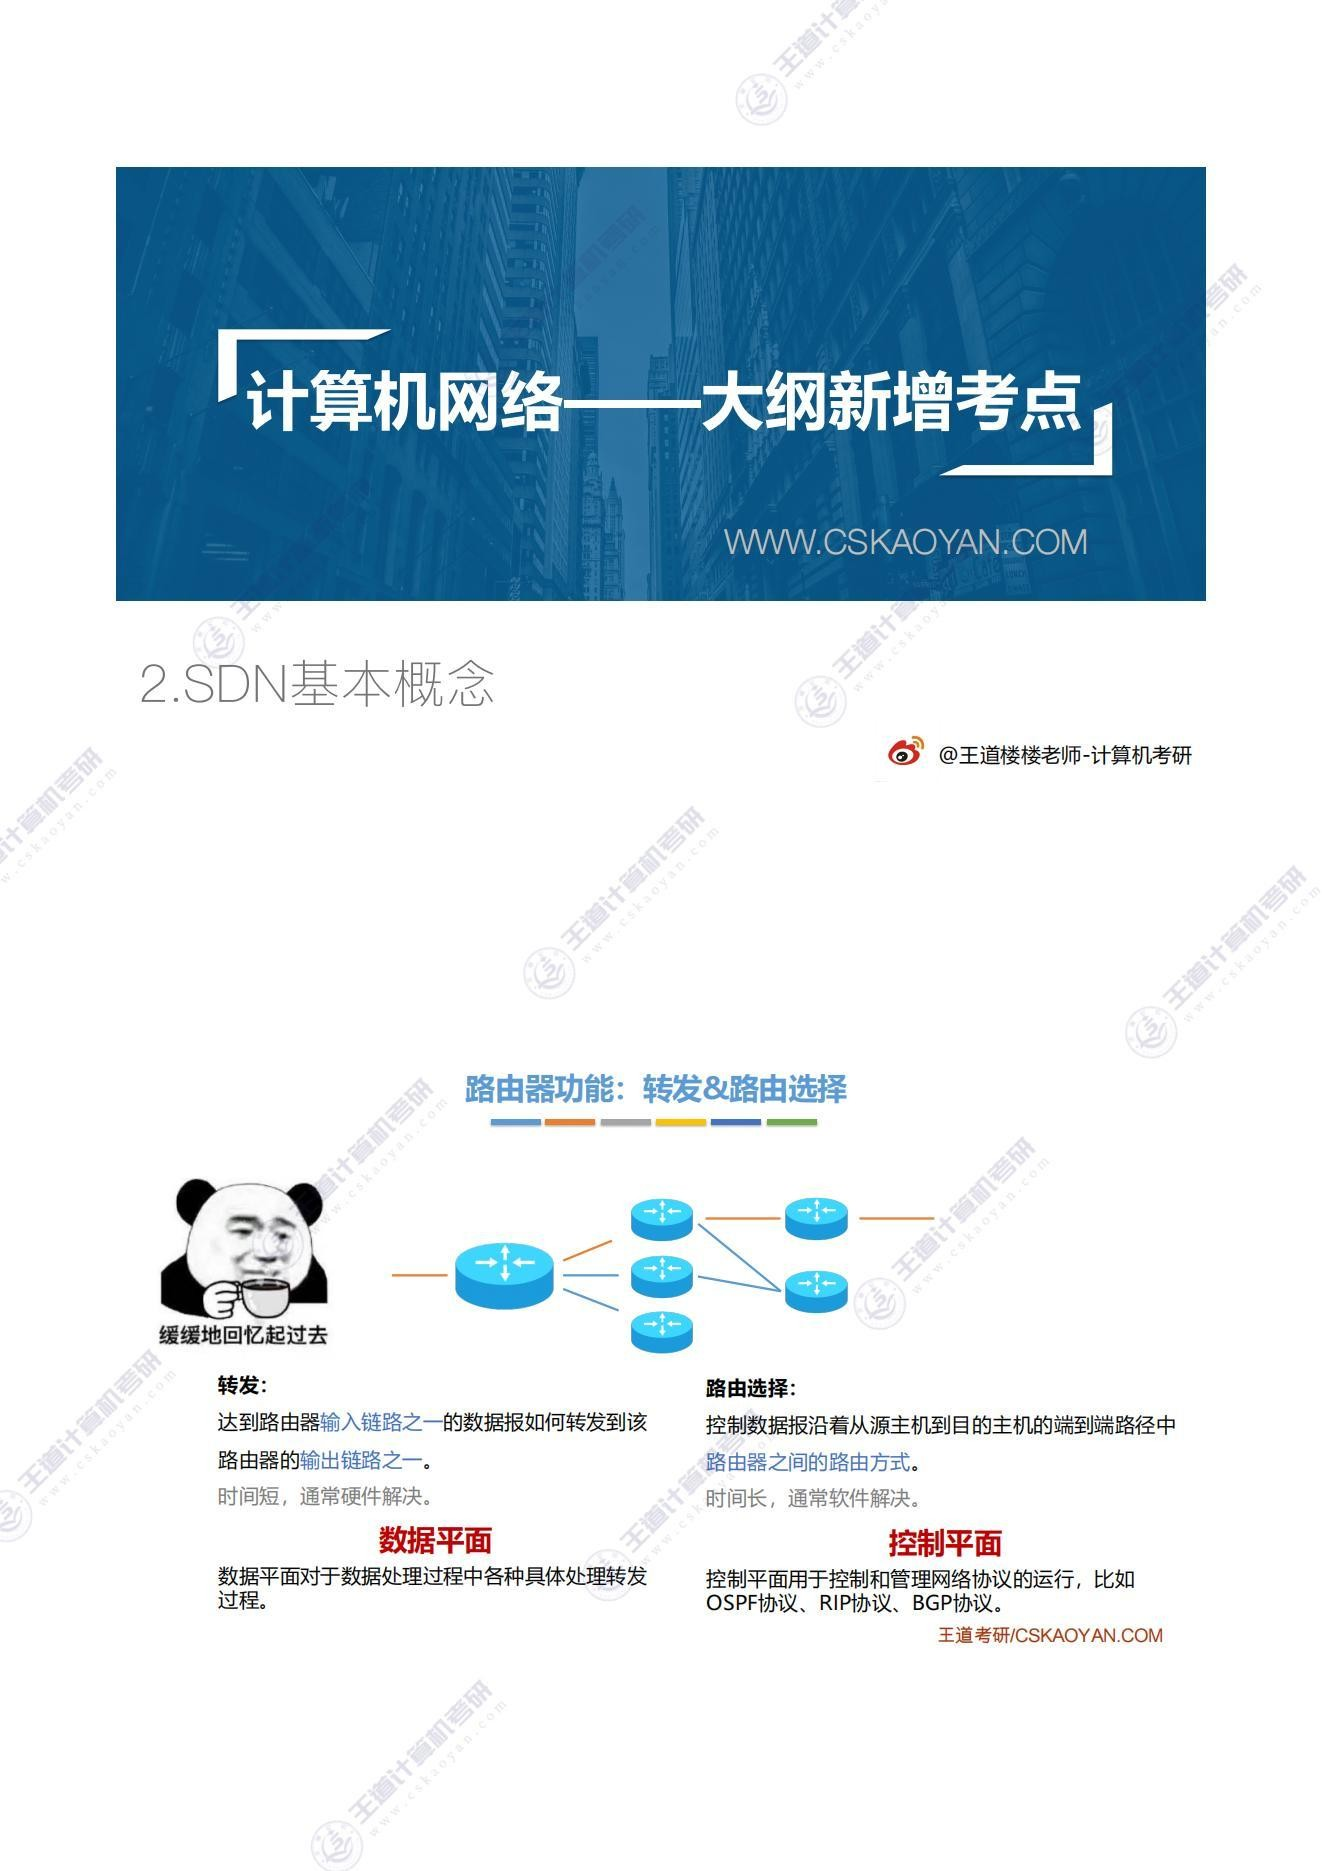 计算机网络——大纲新增考点
WWW.CSKAOYAN.COM
2.SDN基本概念
@王道楼楼老师-计算机考研
路由器功能：转发&路由选择
缓缓地回忆起过去
转发：
达到路由器输入链路之一的数据报如何转发到该
路由器的输出链路之一。
时间短，通常硬件解决。
数据平面
数据平面对于数据处理过程中各种具体处理转发
过程。
路由选择：
控制数据报沿着从源主机到目的主机的端到端路径中
路由器之间的路由方式。
时间长，通常软件解决。
控制平面
控制平面用于控制和管理网络协议的运行，比如
OSPF协议、RIP协议、BGP协议。
王道考研/CSKAOYAN.COM
王道计算机考研
www.cskaoyan.com